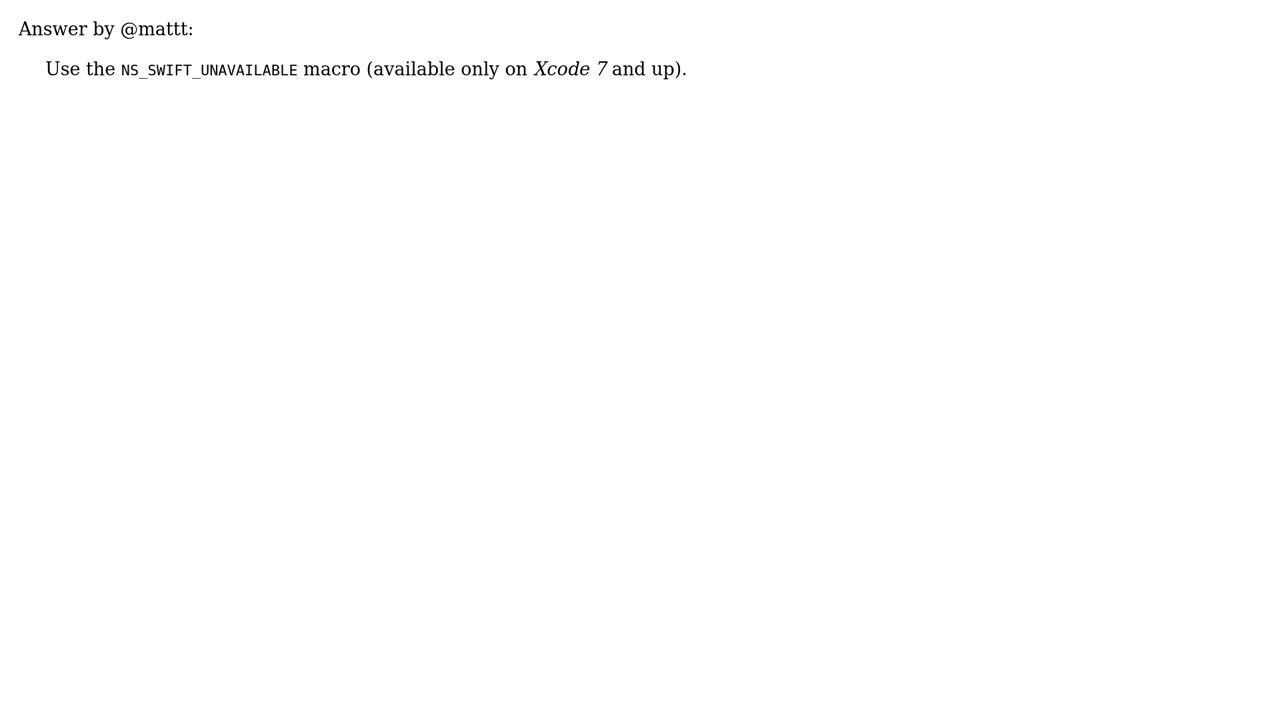 Answer by @mattt:
Use the NS_SWIFT_UNAVAILABLE macro (available only on Xcode 7 and up).